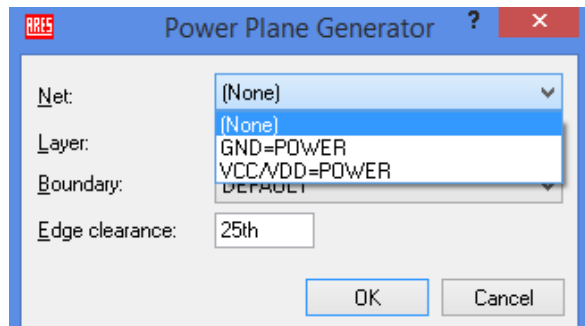 ARES Power Plane Generator ? ×
Net: (None)
(None)
Layer: GND=POWER
VCC/VDD=POWER
Boundary: DEFAULT
Edge clearance: 25th
OK Cancel